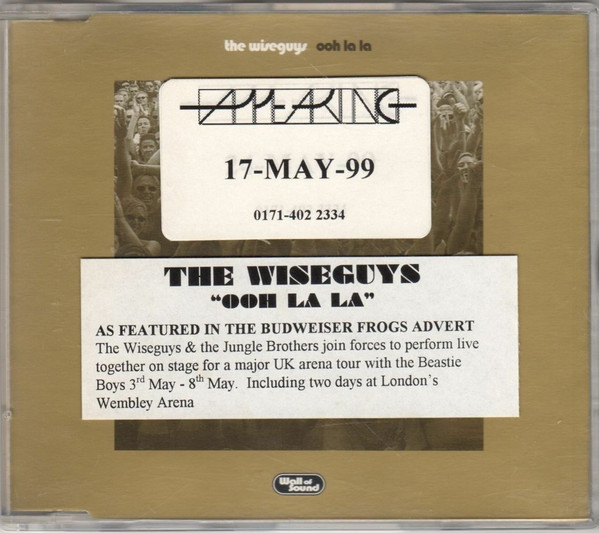 the wiseguys ooh la la
APPEARING
17-MAY-99
0171-402 2334
THE WISEGUYS
"OOH LA LA"
AS FEATURED IN THE BUDWEISER FROGS ADVERT
The Wiseguys & the Jungle Brothers join forces to perform live
together on stage for a major UK arena tour with the Beastie
Boys 3rd May - 8th May. Including two days at London's
Wembley Arena
Wall of
Sound